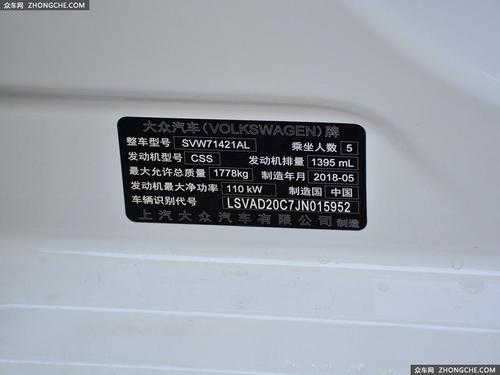 众车网 / ZHONGCHE.COM
大众汽车(VOLKSWAGEN)牌
整车型号 SVW71421AL 乘坐人数 5
发动机型号 CSS 发动机排量 1395 mL
最大允许总质量 1778kg 制造年月 2018-05
发动机最大净功率 110 kW 制造国 中国
车辆识别代号 LSVAD20C7JN015952
上汽大众汽车有限公司 制造
众车网 / ZHONGCHE.COM